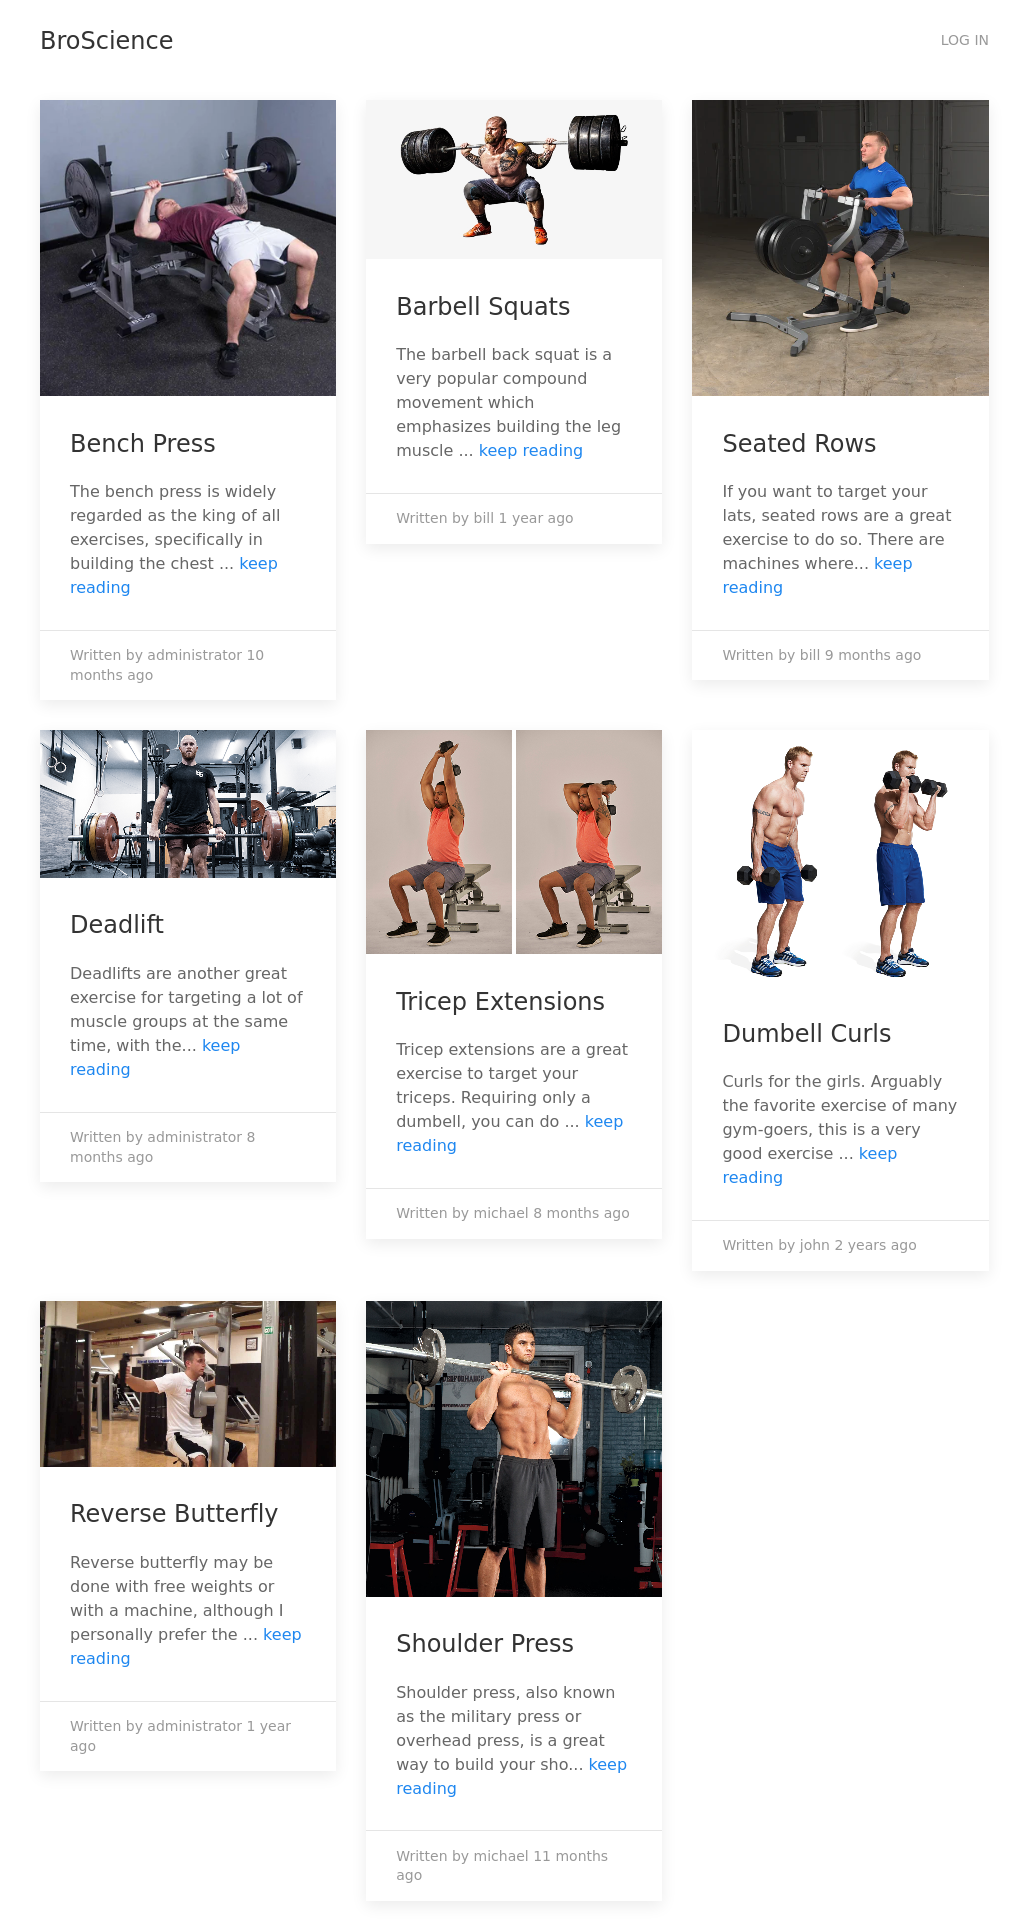 BroScience
LOG IN
Bench Press
The bench press is widely
regarded as the king of all
exercises, specifically in
building the chest ... keep
reading
Written by administrator 10
months ago
Barbell Squats
The barbell back squat is a
very popular compound
movement which
emphasizes building the leg
muscle ... keep reading
Written by bill 1 year ago
Seated Rows
If you want to target your
lats, seated rows are a great
exercise to do so. There are
machines where... keep
reading
Written by bill 9 months ago
Deadlift
Deadlifts are another great
exercise for targeting a lot of
muscle groups at the same
time, with the... keep
reading
Written by administrator 8
months ago
Tricep Extensions
Tricep extensions are a great
exercise to target your
triceps. Requiring only a
dumbell, you can do ... keep
reading
Written by michael 8 months ago
Dumbell Curls
Curls for the girls. Arguably
the favorite exercise of many
gym-goers, this is a very
good exercise ... keep
reading
Written by john 2 years ago
Reverse Butterfly
Reverse butterfly may be
done with free weights or
with a machine, although I
personally prefer the ... keep
reading
Written by administrator 1 year
ago
Shoulder Press
Shoulder press, also known
as the military press or
overhead press, is a great
way to build your sho... keep
reading
Written by michael 11 months
ago